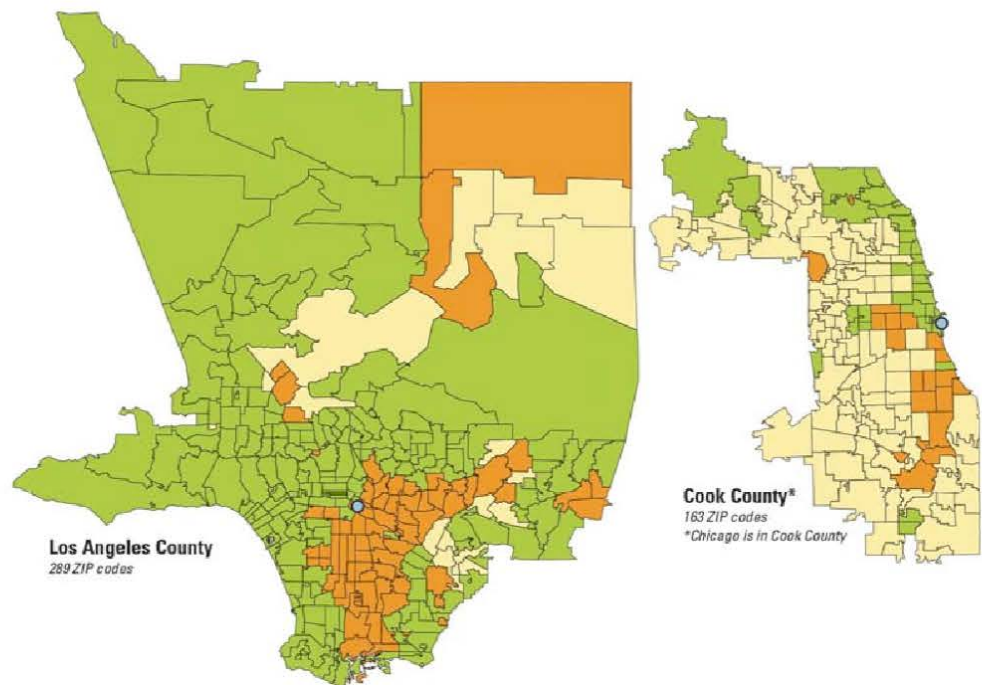 Los Angeles County
289 ZIP codes
Cook County*
163 ZIP codes
*Chicago is in Cook County